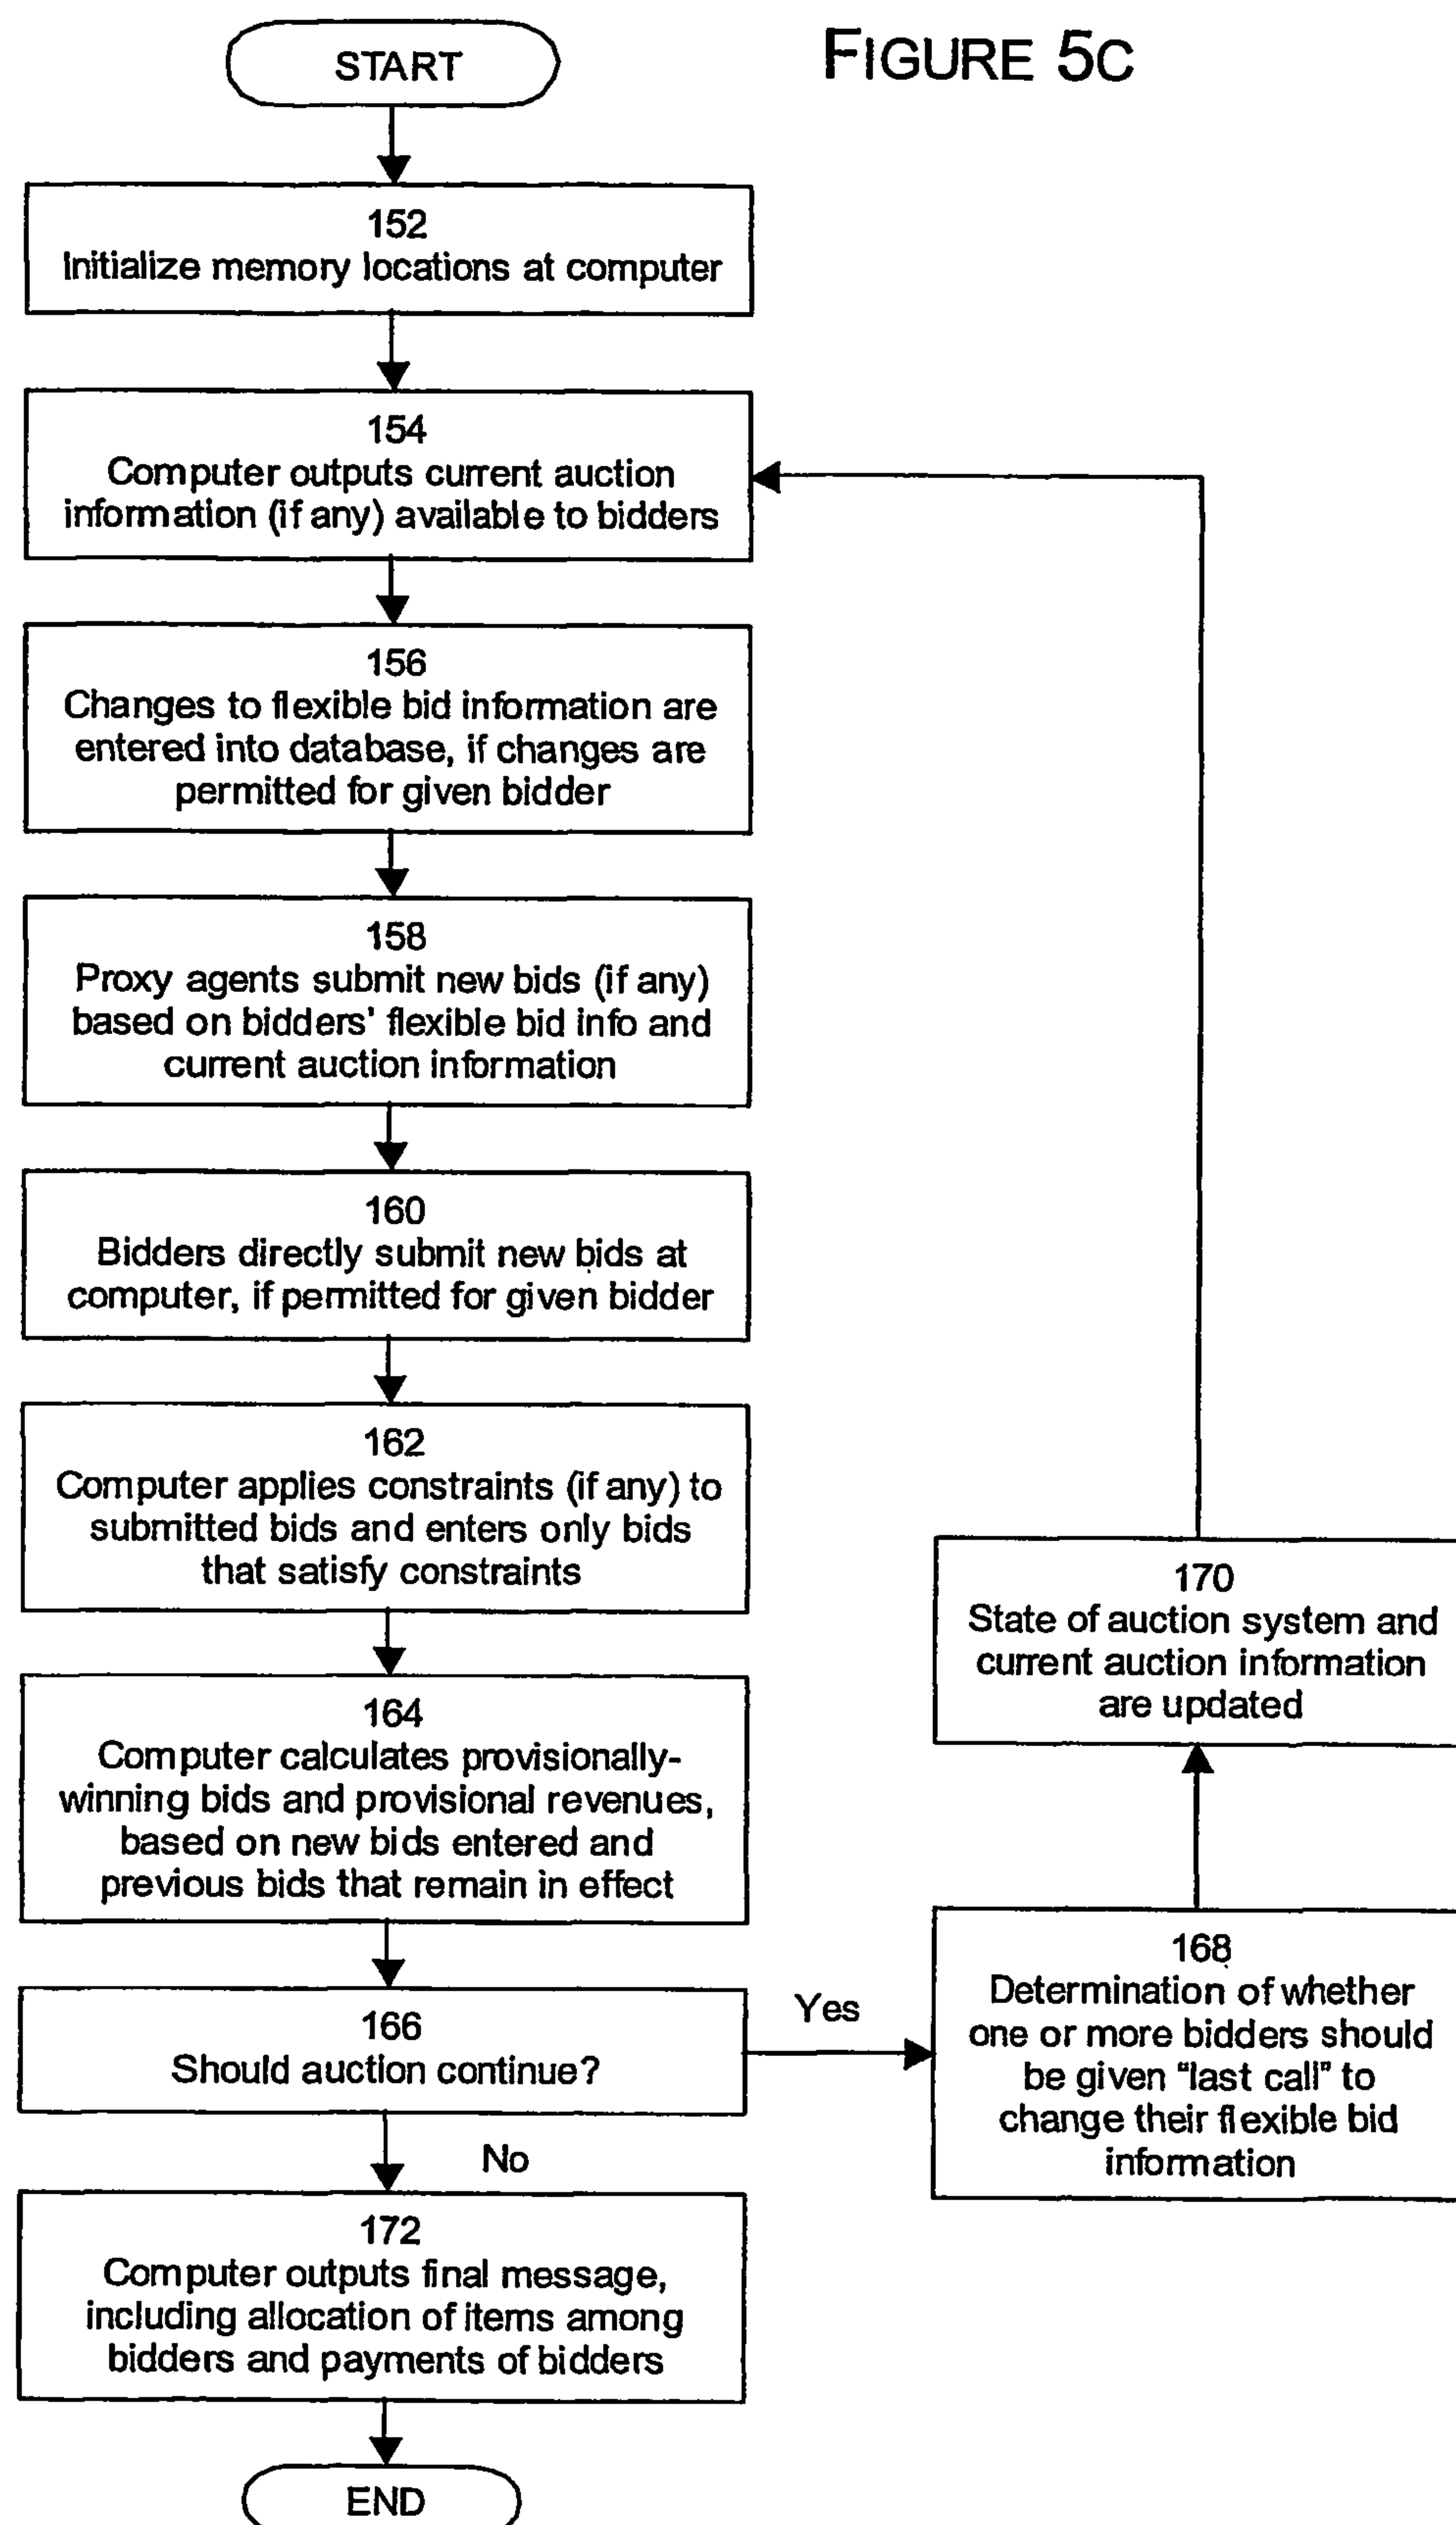 FIGURE 5C
START
152
Initialize memory locations at computer
154
Computer outputs current auction
information (if any) available to bidders
156
Changes to flexible bid information are
entered into database, if changes are
permitted for given bidder
158
Proxy agents submit new bids (if any)
based on bidders' flexible bid info and
current auction information
160
Bidders directly submit new bids at
computer, if permitted for given bidder
162
Computer applies constraints (if any) to
submitted bids and enters only bids
that satisfy constraints
164
Computer calculates provisionally-
winning bids and provisional revenues,
based on new bids entered and
previous bids that remain in effect
166
Should auction continue?
Yes
No
168
Determination of whether
one or more bidders should
be given "last call" to
change their flexible bid
information
170
State of auction system and
current auction information
are updated
172
Computer outputs final message,
including allocation of items among
bidders and payments of bidders
END